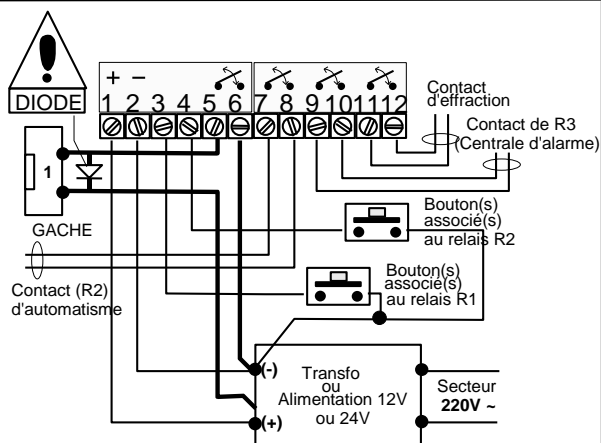 DIODE
+ −
1 2 3 4 5 6 7 8 9 10 11 12
Contact
d'effraction
Contact de R3
(Centrale d'alarme)
1
GACHE
Bouton(s)
associé(s)
au relais R2
Contact (R2)
d'automatisme
Bouton(s)
associé(s)
au relais R1
(-)
Transfo
ou
Alimentation 12V
ou 24V
(+)
Secteur
220V ~